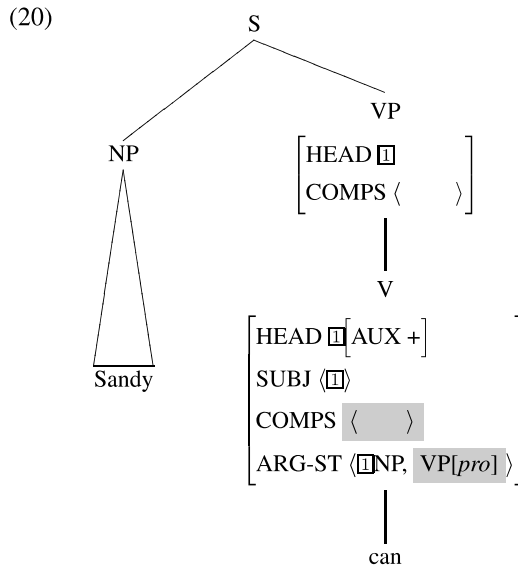 (20)
S
VP
NP
HEAD 1
COMPS ⟨ ⟩
V
HEAD 1[AUX +]
SUBJ ⟨1⟩
Sandy
COMPS ⟨ ⟩
ARG-ST ⟨1NP, VP[pro]⟩
can